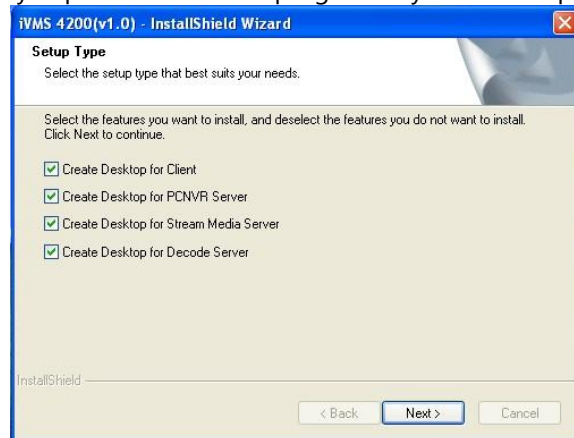 iVMS 4200(v1.0) - InstallShield Wizard
Setup Type
Select the setup type that best suits your needs.
Select the features you want to install, and deselect the features you do not want to install.
Click Next to continue.
Create Desktop for Client
Create Desktop for PCNVR Server
Create Desktop for Stream Media Server
Create Desktop for Decode Server
InstallShield
< Back
Next >
Cancel